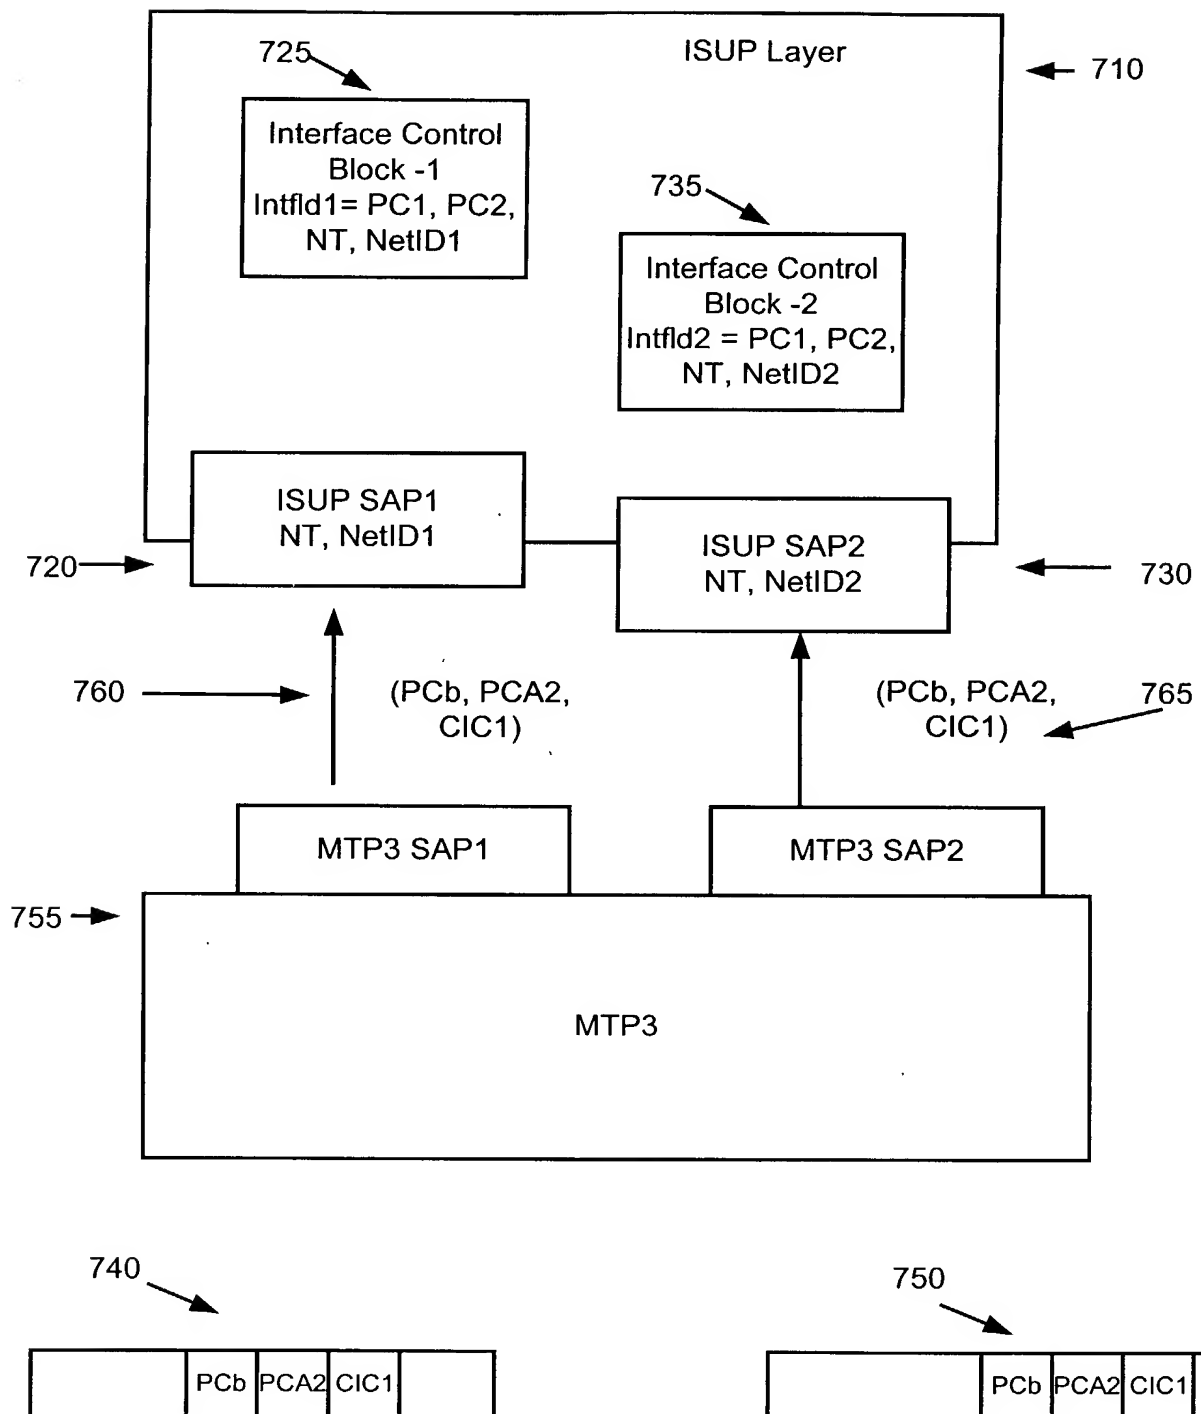 725
ISUP Layer
710
Interface Control
Block -1
Intfld1= PC1, PC2,
NT, NetID1
735
Interface Control
Block -2
Intfld2 = PC1, PC2,
NT, NetID2
ISUP SAP1
NT, NetID1
720
ISUP SAP2
NT, NetID2
730
760
(PCb, PCA2,
CIC1)
(PCb, PCA2,
CIC1)
765
MTP3 SAP1
MTP3 SAP2
755
MTP3
740
750
PCb PCA2 CIC1
PCb PCA2 CIC1